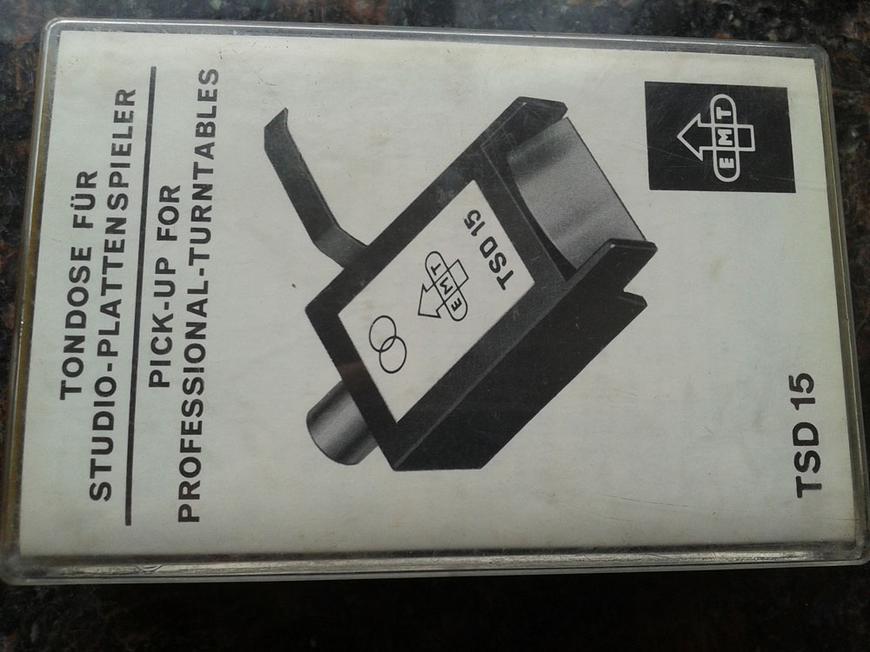 TONDOSE FÜR
STUDIO-PLATTENSPIELER
PICK-UP FOR
PROFESSIONAL-TURNTABLES
EMT
TSD 15
EMT
TSD 15